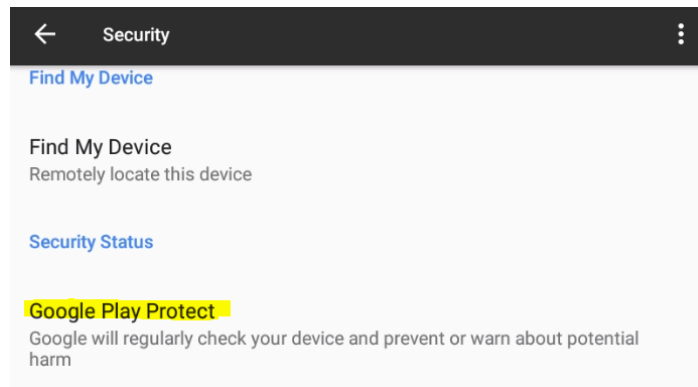 Security
Find My Device
Find My Device
Remotely locate this device
Security Status
Google Play Protect
Google will regularly check your device and prevent or warn about potential
harm